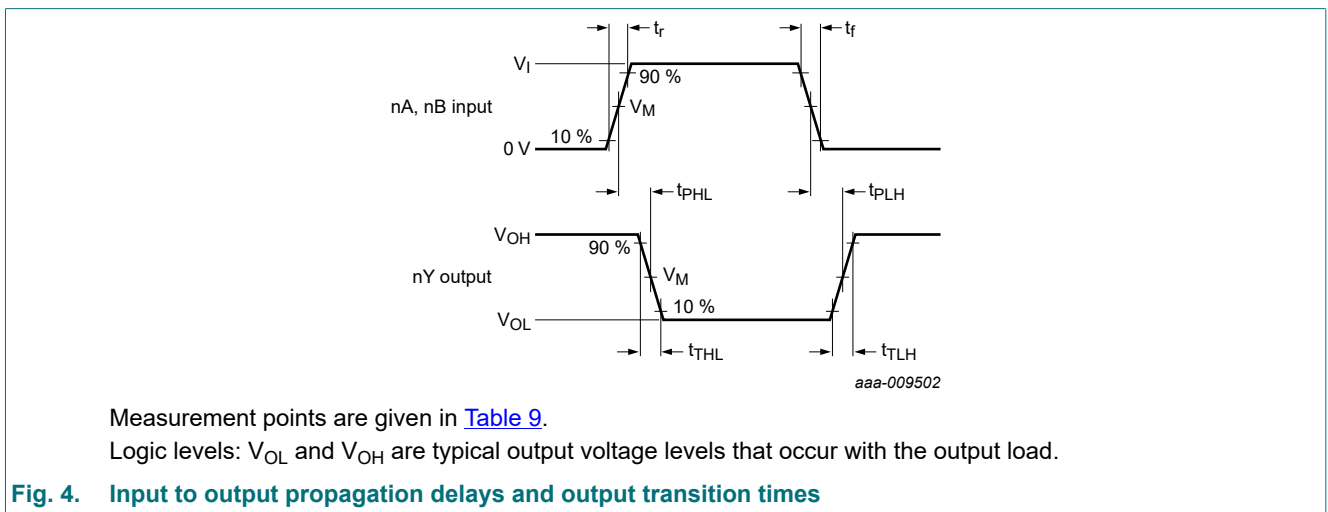 tr
tf
VI
90 %
nA, nB input
VM
10 %
0 V
tPHL
tPLH
VOH
90 %
nY output
VM
10 %
VOL
tTHL
tTLH
aaa-009502
Measurement points are given in Table 9.
Logic levels: VOL and VOH are typical output voltage levels that occur with the output load.
Fig. 4. Input to output propagation delays and output transition times